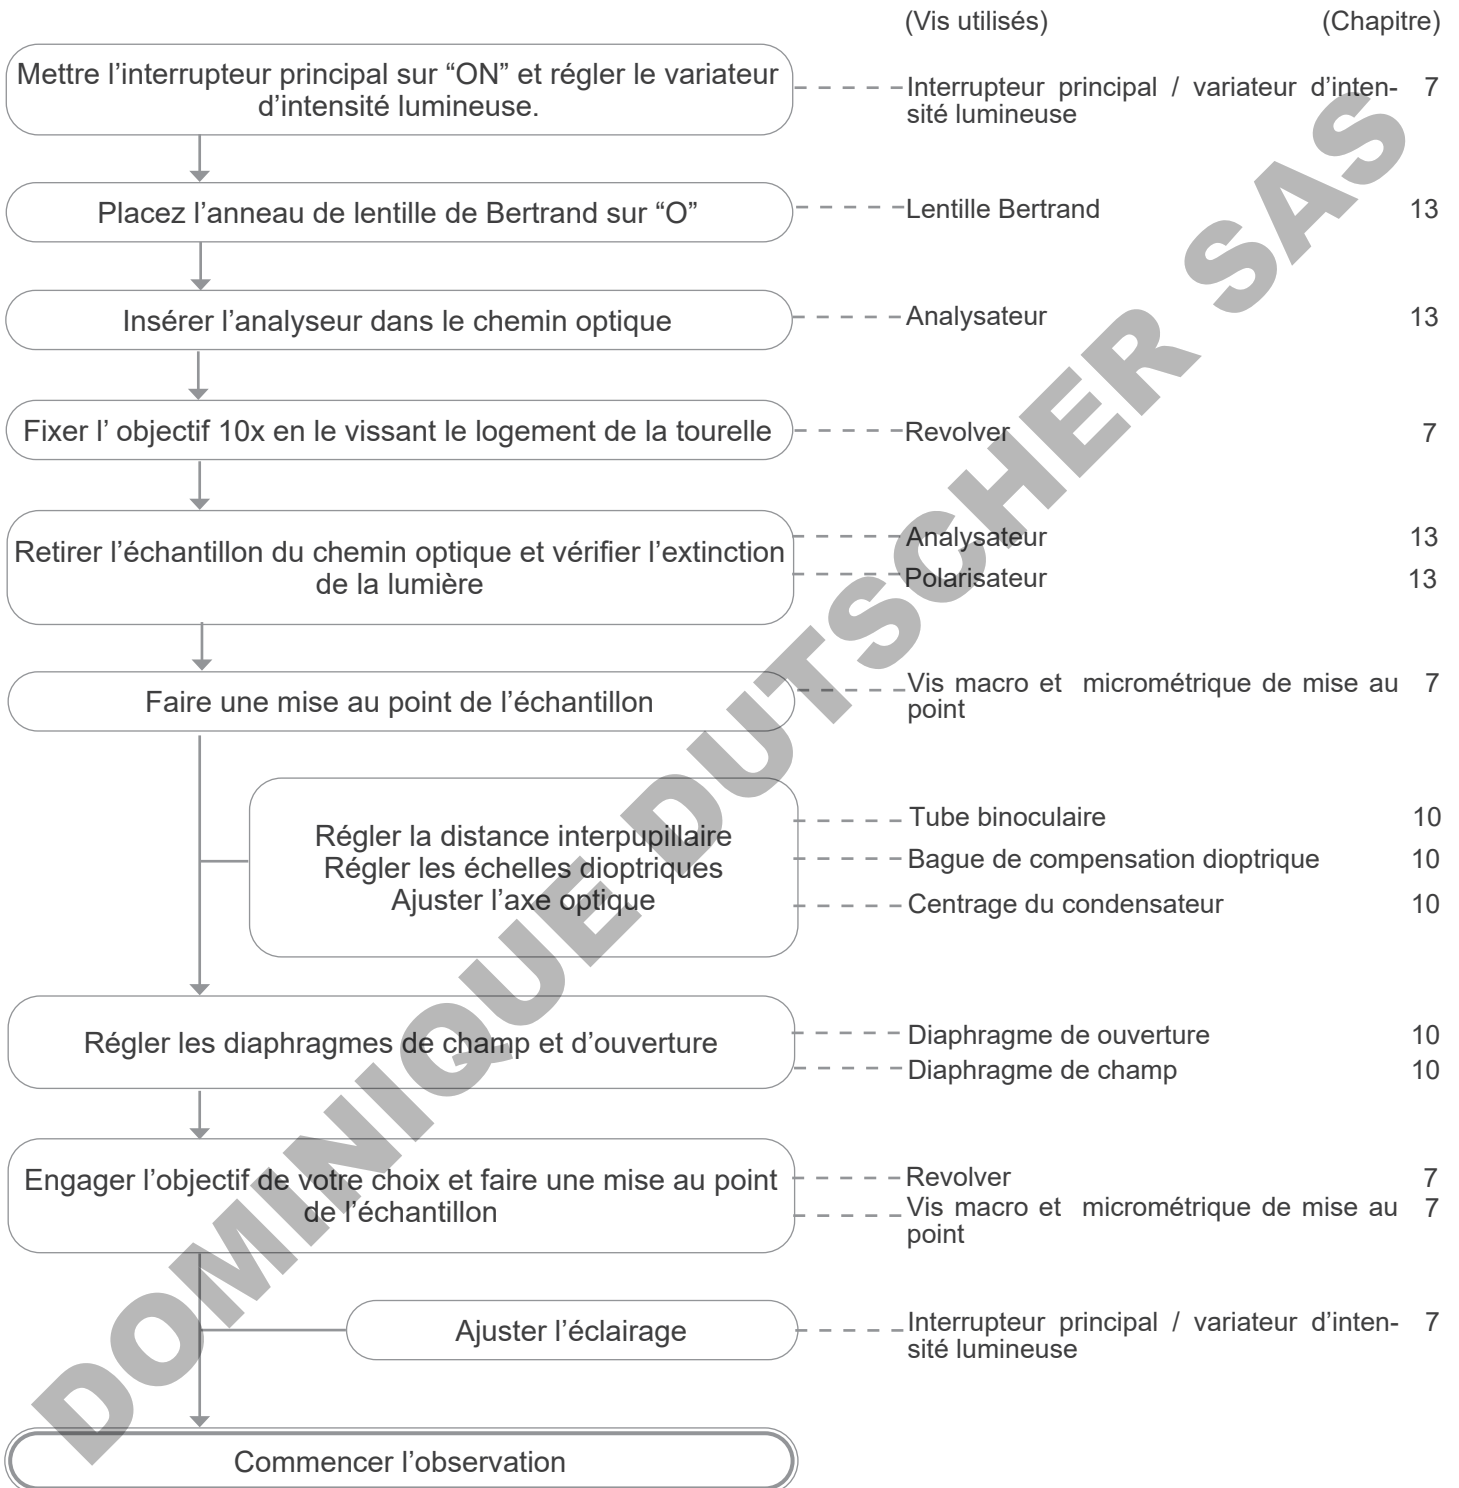 (Vis utilisés) (Chapitre)
Mettre l’interrupteur principal sur “ON” et régler le variateur
d’intensité lumineuse.
Interrupteur principal / variateur d’inten- 7
sité lumineuse
Placez l’anneau de lentille de Bertrand sur “O”
Lentille Bertrand 13
Insérer l’analyseur dans le chemin optique
Analysateur 13
Fixer l’ objectif 10x en le vissant le logement de la tourelle
Revolver 7
Retirer l’échantillon du chemin optique et vérifier l’extinction
de la lumière
Analysateur 13
Polarisateur 13
Faire une mise au point de l’échantillon
Vis macro et micrométrique de mise au 7
point
Régler la distance interpupillaire
Régler les échelles dioptriques
Ajuster l’axe optique
Tube binoculaire 10
Bague de compensation dioptrique 10
Centrage du condensateur 10
Régler les diaphragmes de champ et d’ouverture
Diaphragme de ouverture 10
Diaphragme de champ 10
Engager l’objectif de votre choix et faire une mise au point
de l’échantillon
Revolver 7
Vis macro et micrométrique de mise au 7
point
Ajuster l’éclairage
Interrupteur principal / variateur d’inten- 7
sité lumineuse
Commencer l’observation
DOMINIQUE DUTSCHER SAS